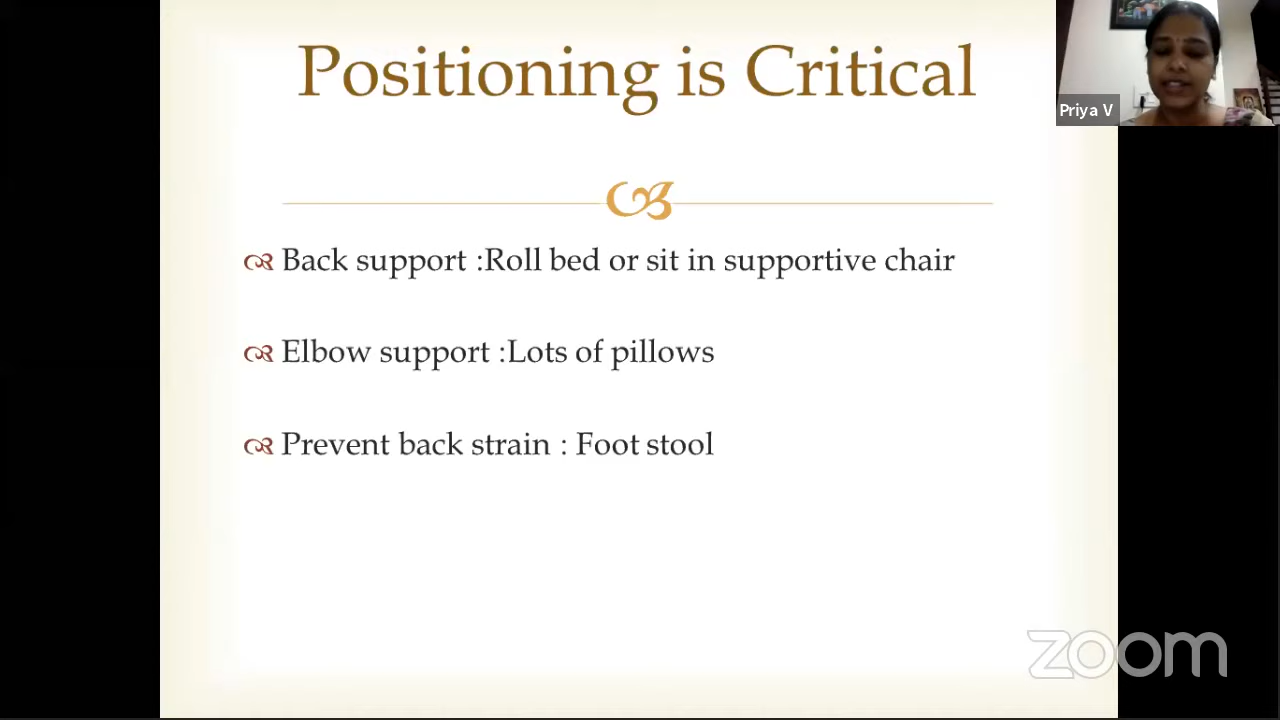 Positioning is Critical
Priya V
Back support :Roll bed or sit in supportive chair
Elbow support :Lots of pillows
Prevent back strain : Foot stool
zoom